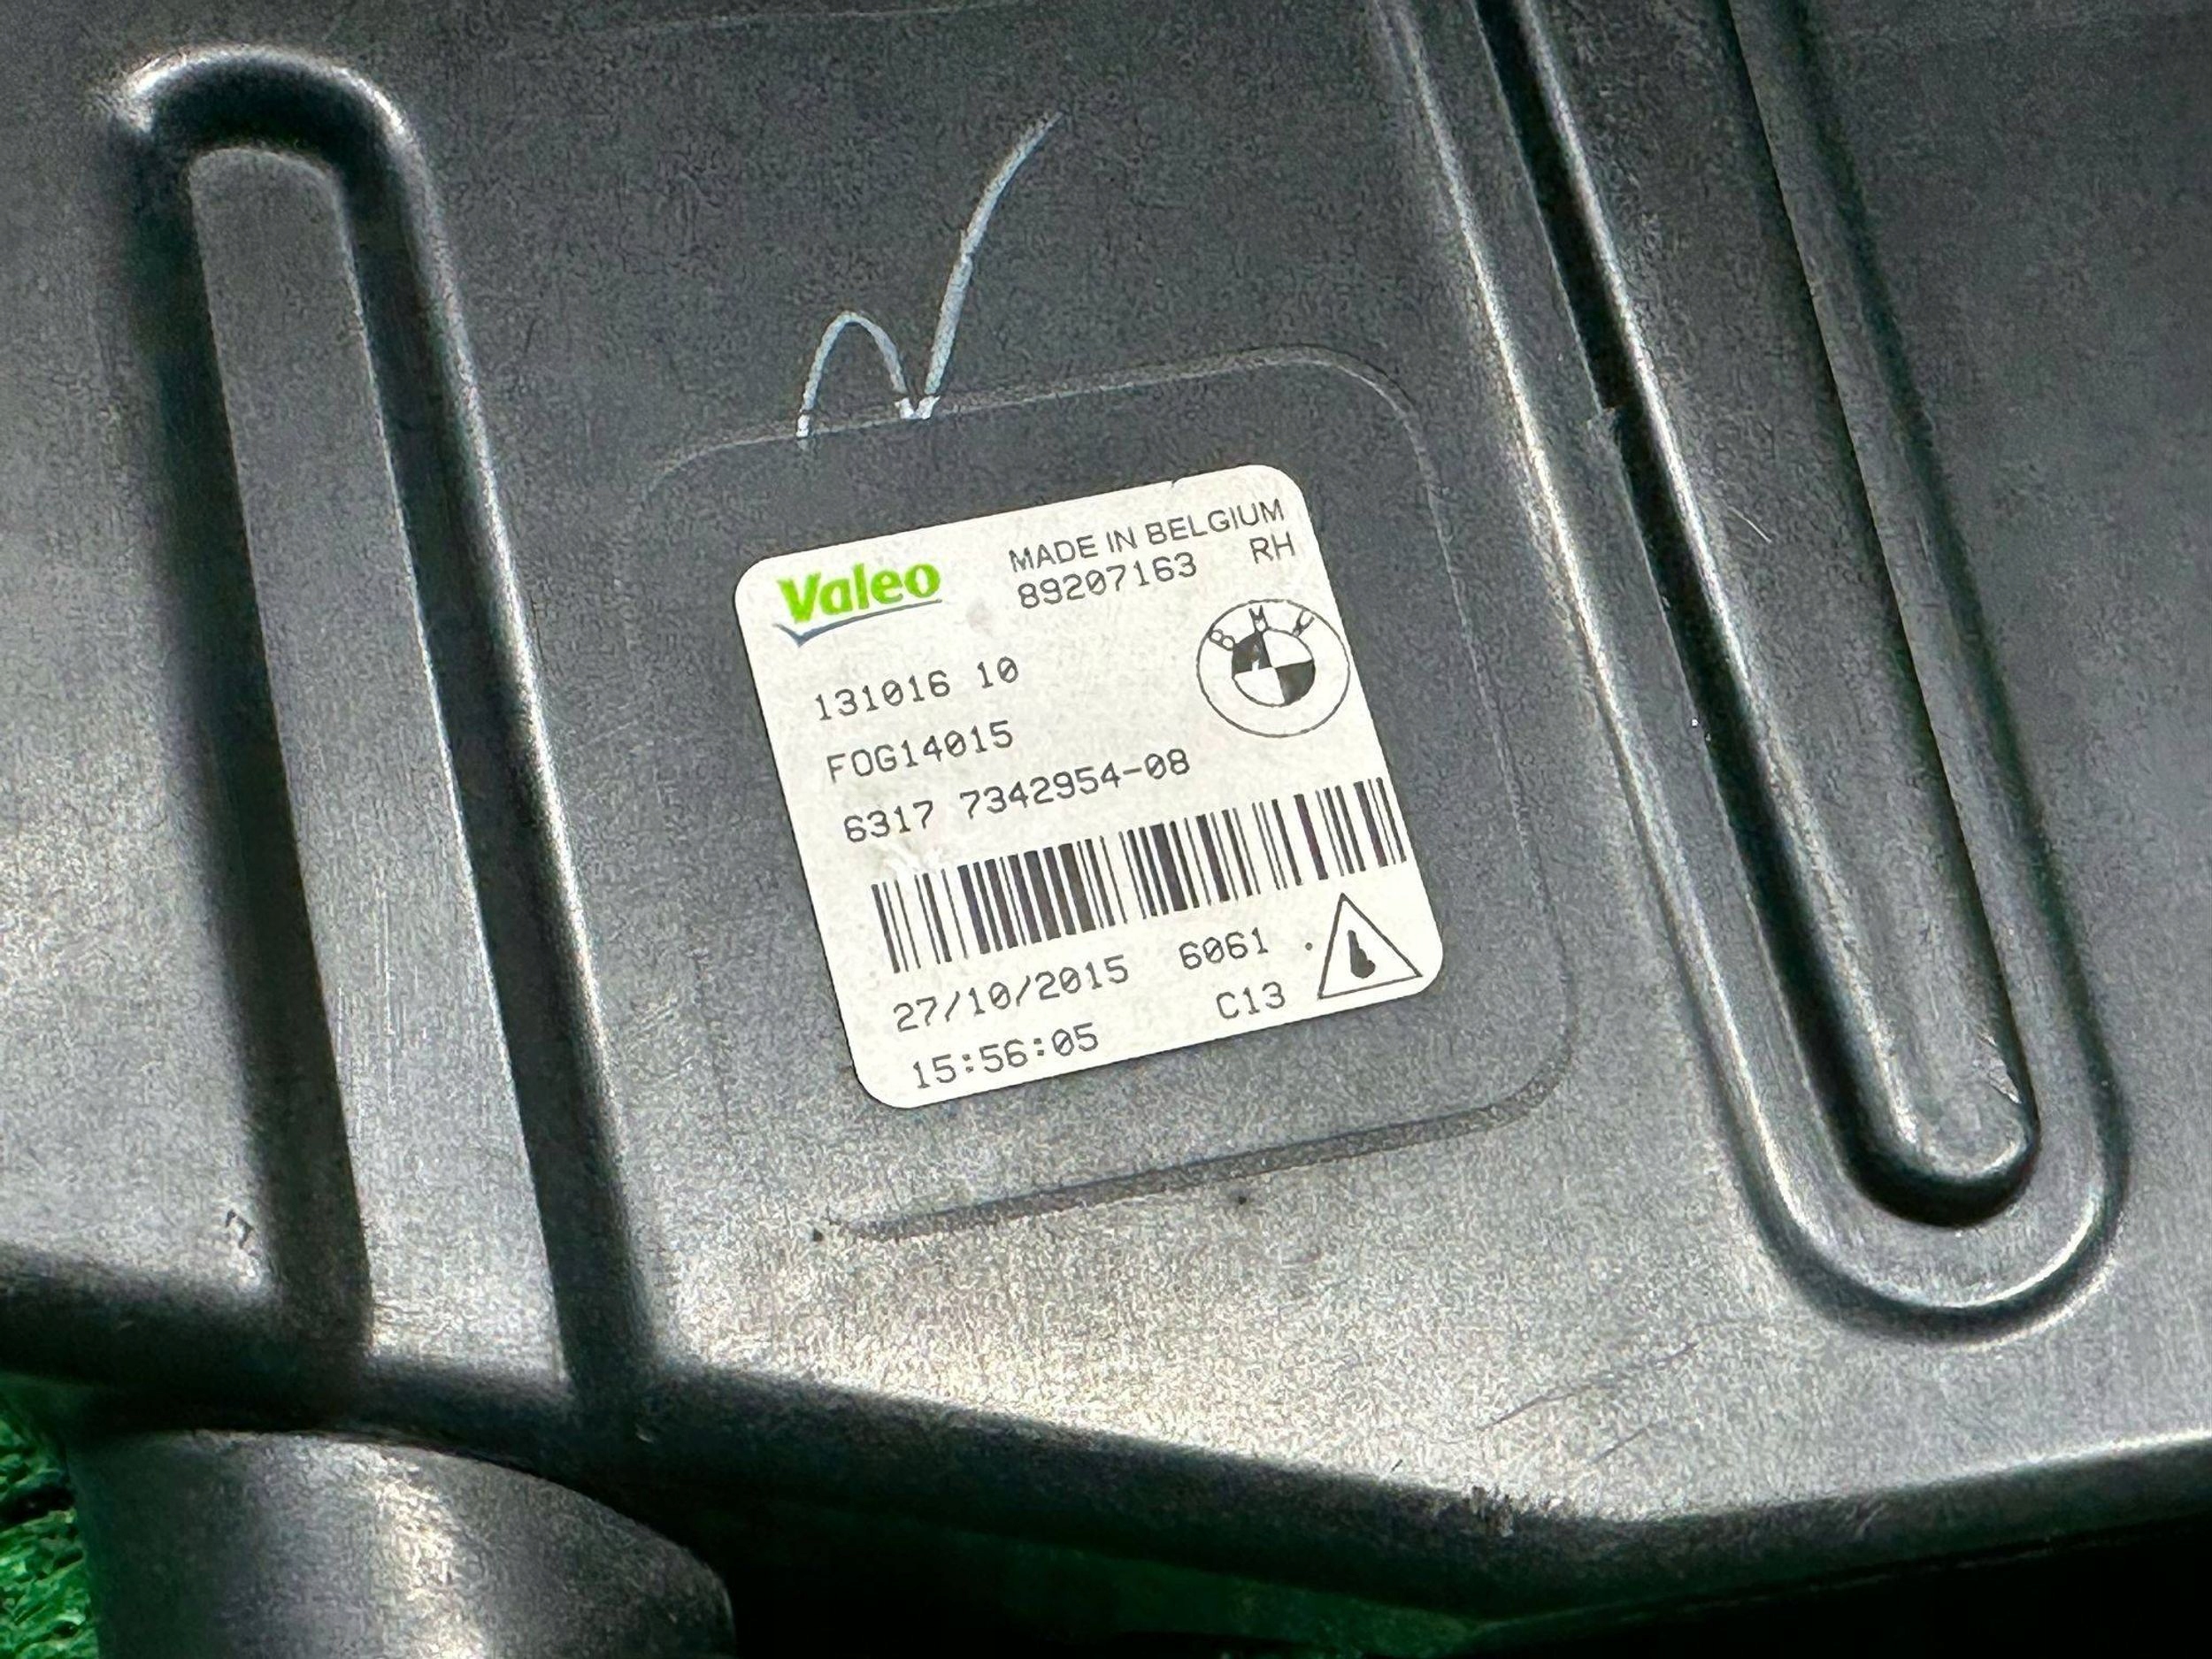 Valeo
MADE IN BELGIUM
89207163 RH
BMW
131016 10
FOG14015
6317 7342954-08
27/10/2015 6061
15:56:05 C13